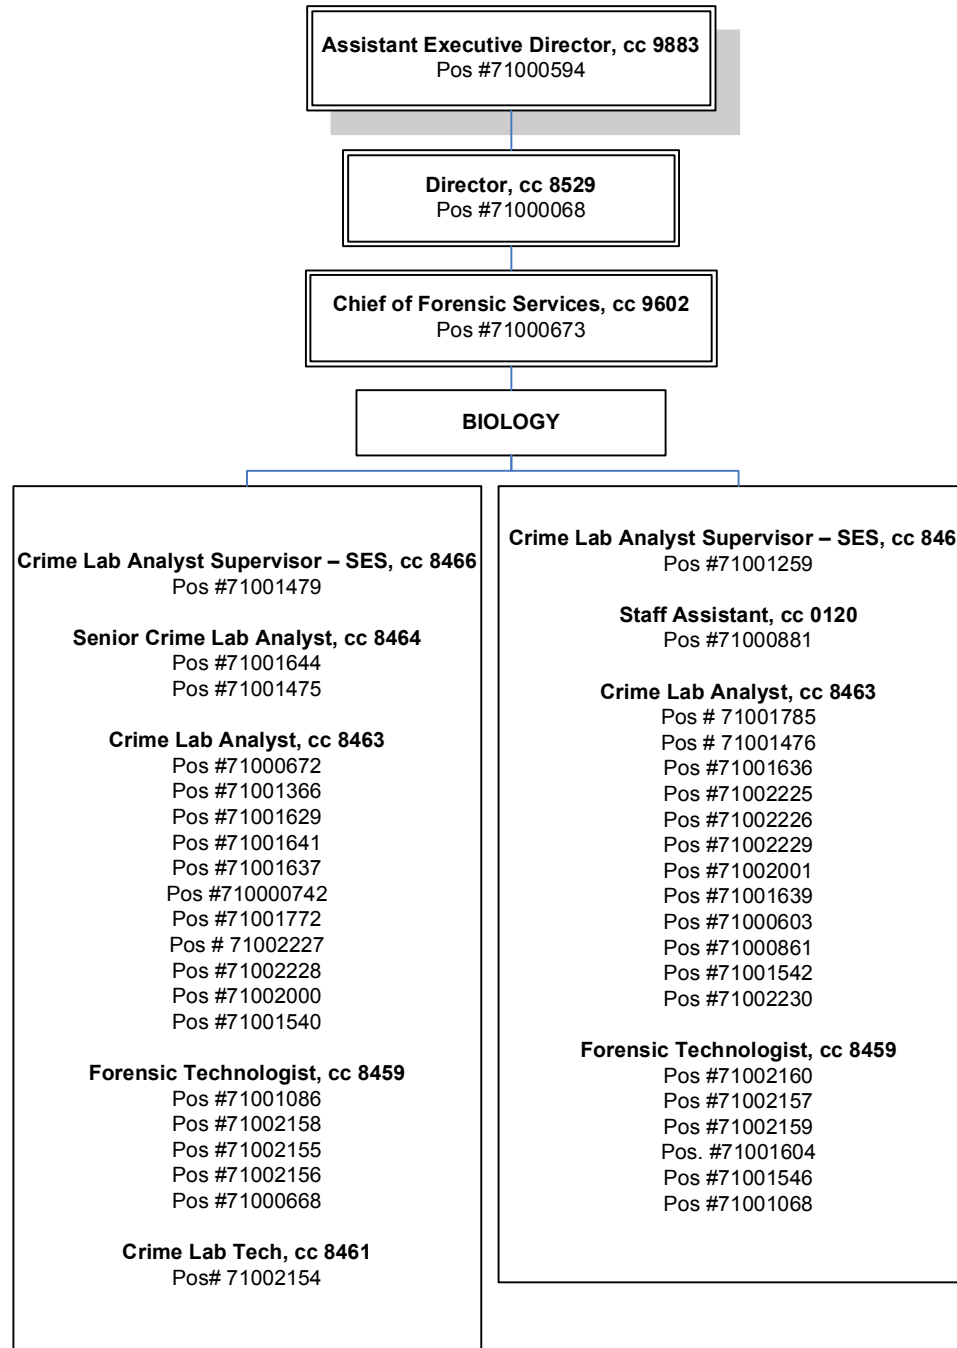 Assistant Executive Director, cc 9883
Pos #71000594
Director, cc 8529
Pos #71000068
Chief of Forensic Services, cc 9602
Pos #71000673
BIOLOGY
Crime Lab Analyst Supervisor – SES, cc 8466
Pos #71001479
Senior Crime Lab Analyst, cc 8464
Pos #71001644
Pos #71001475
Crime Lab Analyst, cc 8463
Pos #71000672
Pos #71001366
Pos #71001629
Pos #71001641
Pos #71001637
Pos #710000742
Pos #71001772
Pos # 71002227
Pos #71002228
Pos #71002000
Pos #71001540
Forensic Technologist, cc 8459
Pos #71001086
Pos #71002158
Pos #71002155
Pos #71002156
Pos #71000668
Crime Lab Tech, cc 8461
Pos# 71002154
Crime Lab Analyst Supervisor – SES, cc 846
Pos #71001259
Staff Assistant, cc 0120
Pos #71000881
Crime Lab Analyst, cc 8463
Pos # 71001785
Pos # 71001476
Pos #71001636
Pos #71002225
Pos #71002226
Pos #71002229
Pos #71002001
Pos #71001639
Pos #71000603
Pos #71000861
Pos #71001542
Pos #71002230
Forensic Technologist, cc 8459
Pos #71002160
Pos #71002157
Pos #71002159
Pos. #71001604
Pos #71001546
Pos #71001068